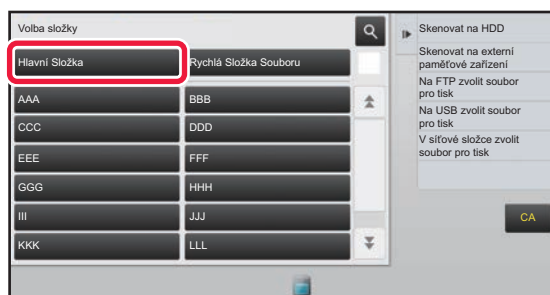 Volba složky
Hlavní Složka
Rychlá Složka Souboru
AAA
BBB
CCC
DDD
EEE
FFF
GGG
HHH
III
JJJ
KKK
LLL
Skenovat na HDD
Skenovat na externí
paměťové zařízení
Na FTP zvolit soubor
pro tisk
Na USB zvolit soubor
pro tisk
V síťové složce zvolit
soubor pro tisk
CA